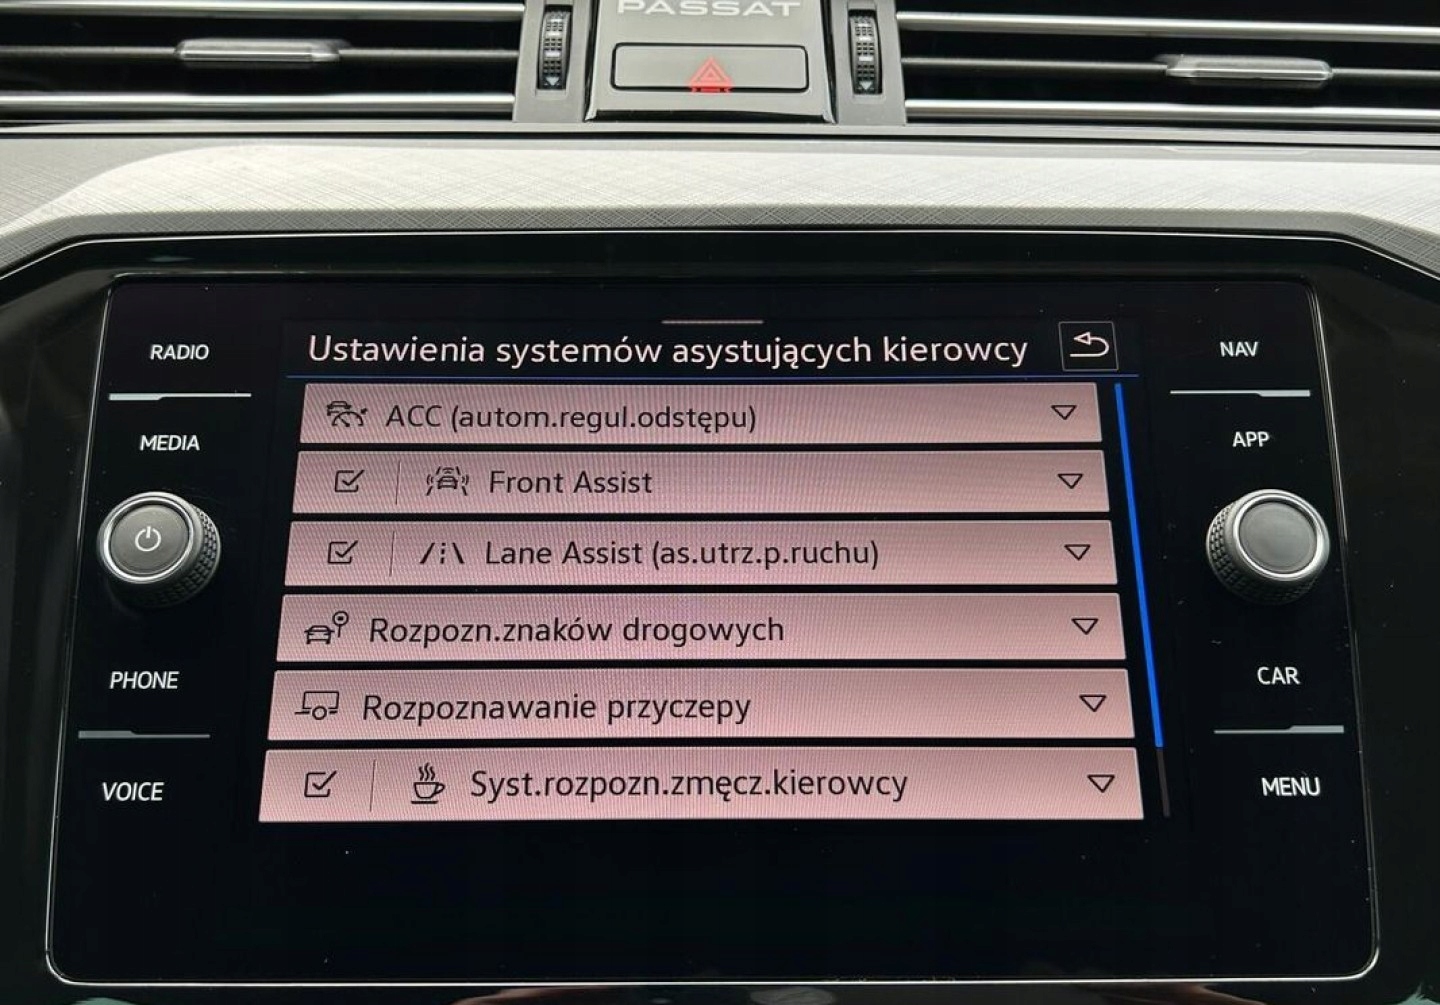 PASSAT
RADIO
MEDIA
PHONE
VOICE
Ustawienia systemów asystujących kierowcy
ACC (autom.regul.odstępu)
Front Assist
Lane Assist (as.utrz.p.ruchu)
Rozpozn.znaków drogowych
Rozpoznawanie przyczepy
Syst.rozpozn.zmęcz.kierowcy
NAV
APP
CAR
MENU